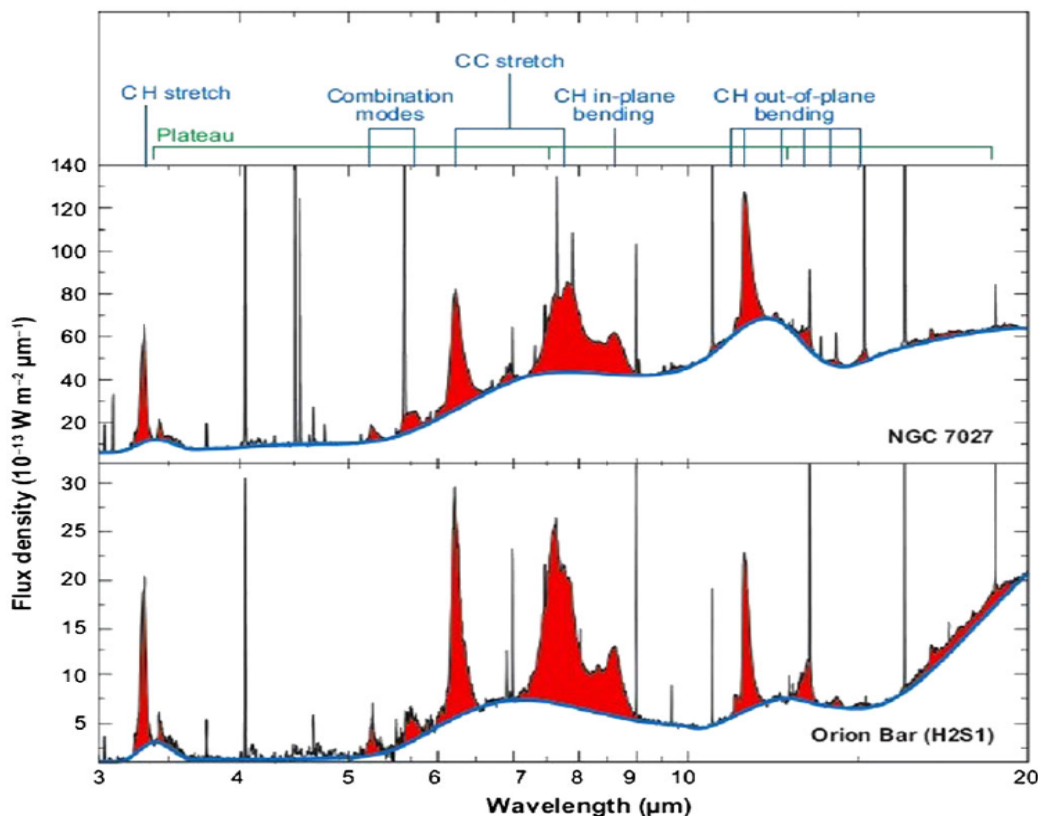 CC stretch
CH stretch
Combination
modes
CH in-plane
bending
CH out-of-plane
bending
Plateau
140
120
100
80
60
40
20
NGC 7027
30
25
20
15
10
5
Orion Bar (H2S1)
3 4 5 6 7 8 9 10 20
Wavelength (μm)
Flux density (10⁻¹³ W m⁻² μm⁻¹)